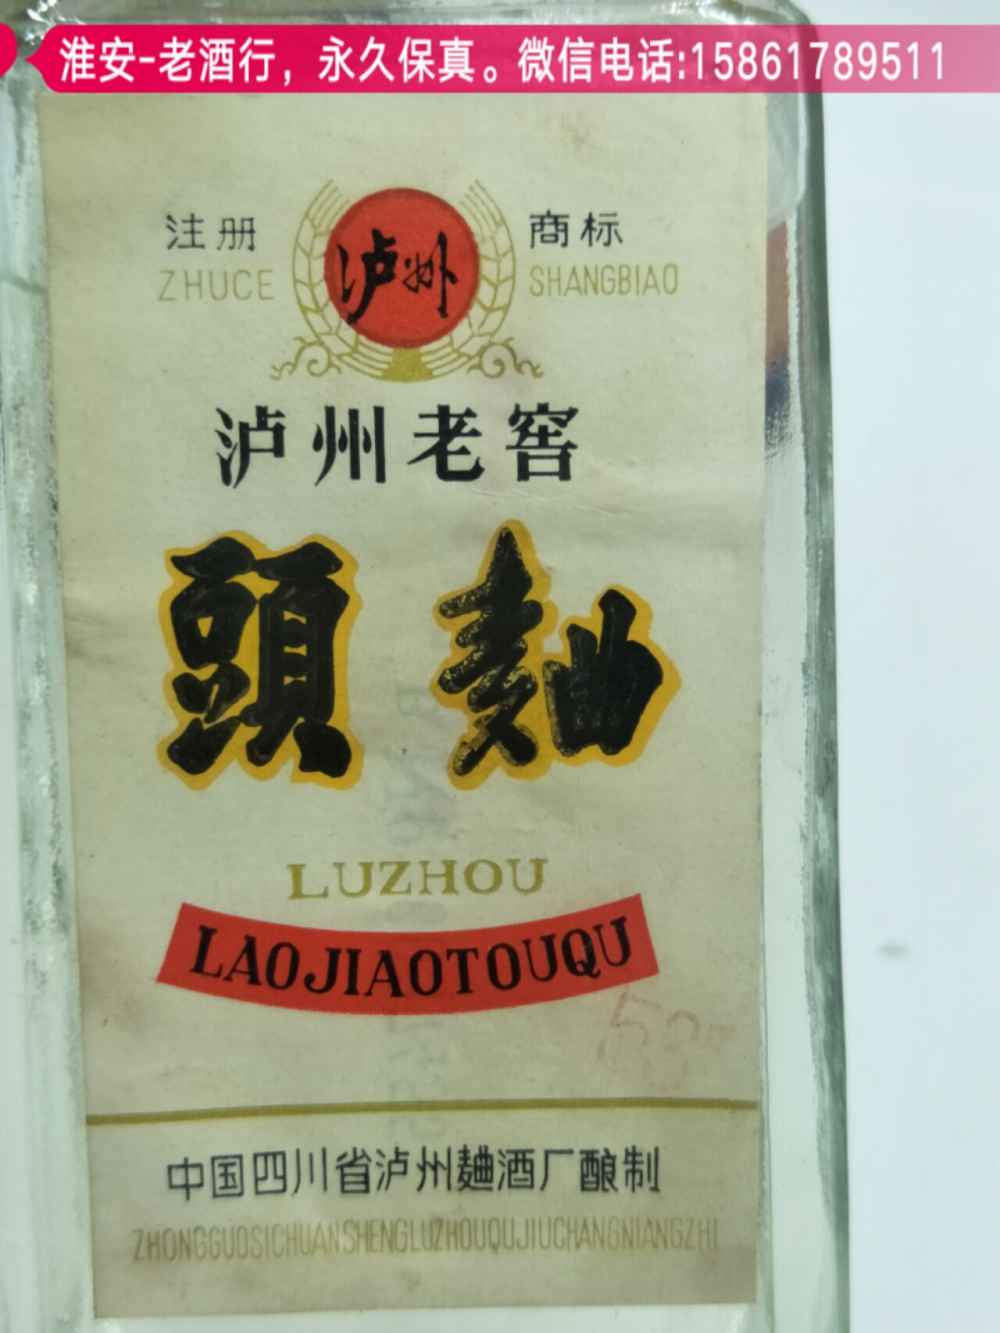 淮安-老酒行，永久保真。微信电话:15861789511
注册 泸州 商标
ZHUCE SHANGBIAO
泸州老窖
頭麯
LUZHOU
LAOJIAOTOUQU
中国四川省泸州麯酒厂酿制
ZHONGGUOSICHUANSHENGLUZHOUQUJIUCHANGNIANGZHI